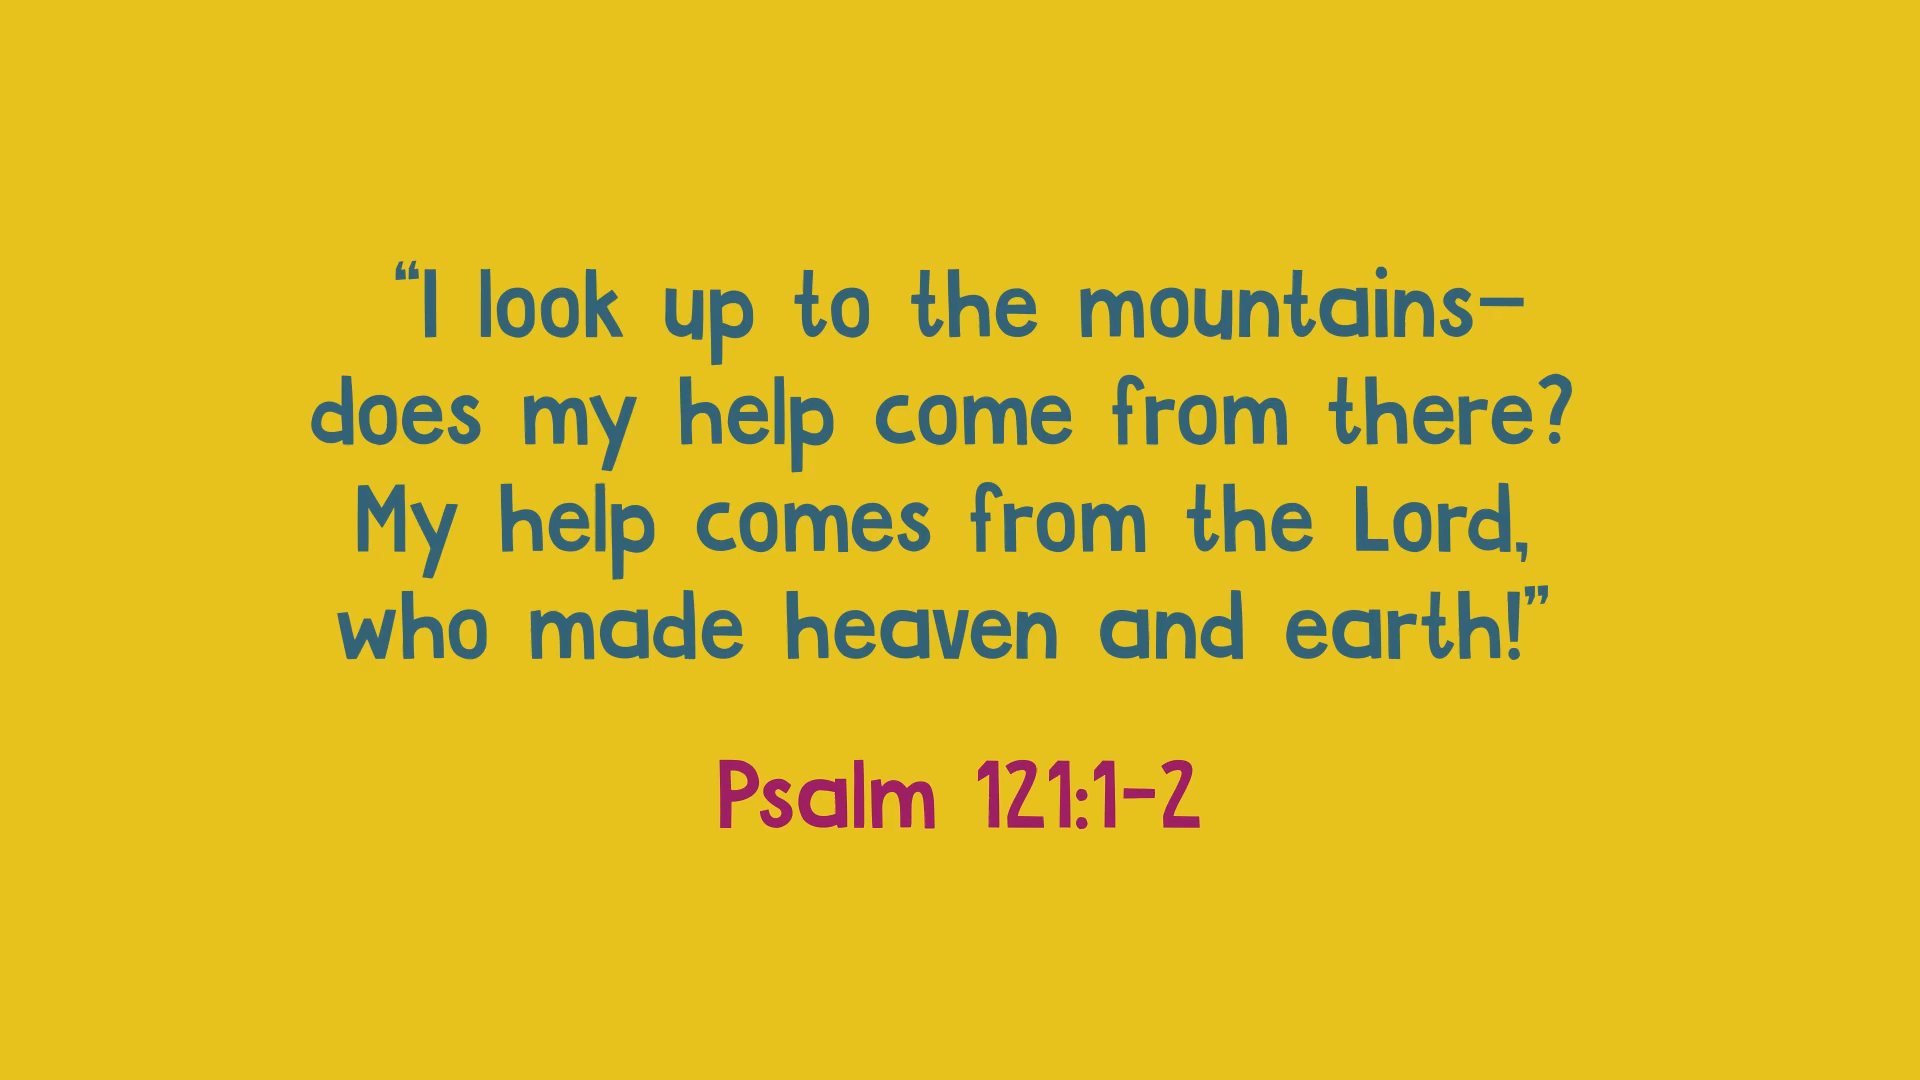 “I look up to the mountains–
does my help come from there?
My help comes from the Lord,
who made heaven and earth!”
Psalm 121:1-2